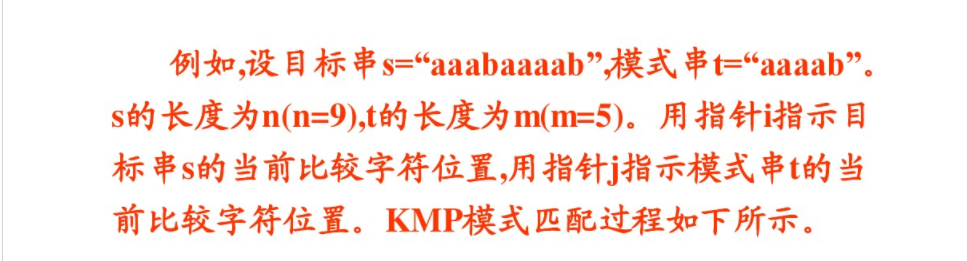 例如,设目标串s=“aaabaaaab”,模式串t=“aaaab”。
s的长度为n(n=9),t的长度为m(m=5)。用指针i指示目
标串s的当前比较字符位置,用指针j指示模式串t的当
前比较字符位置。KMP模式匹配过程如下所示。